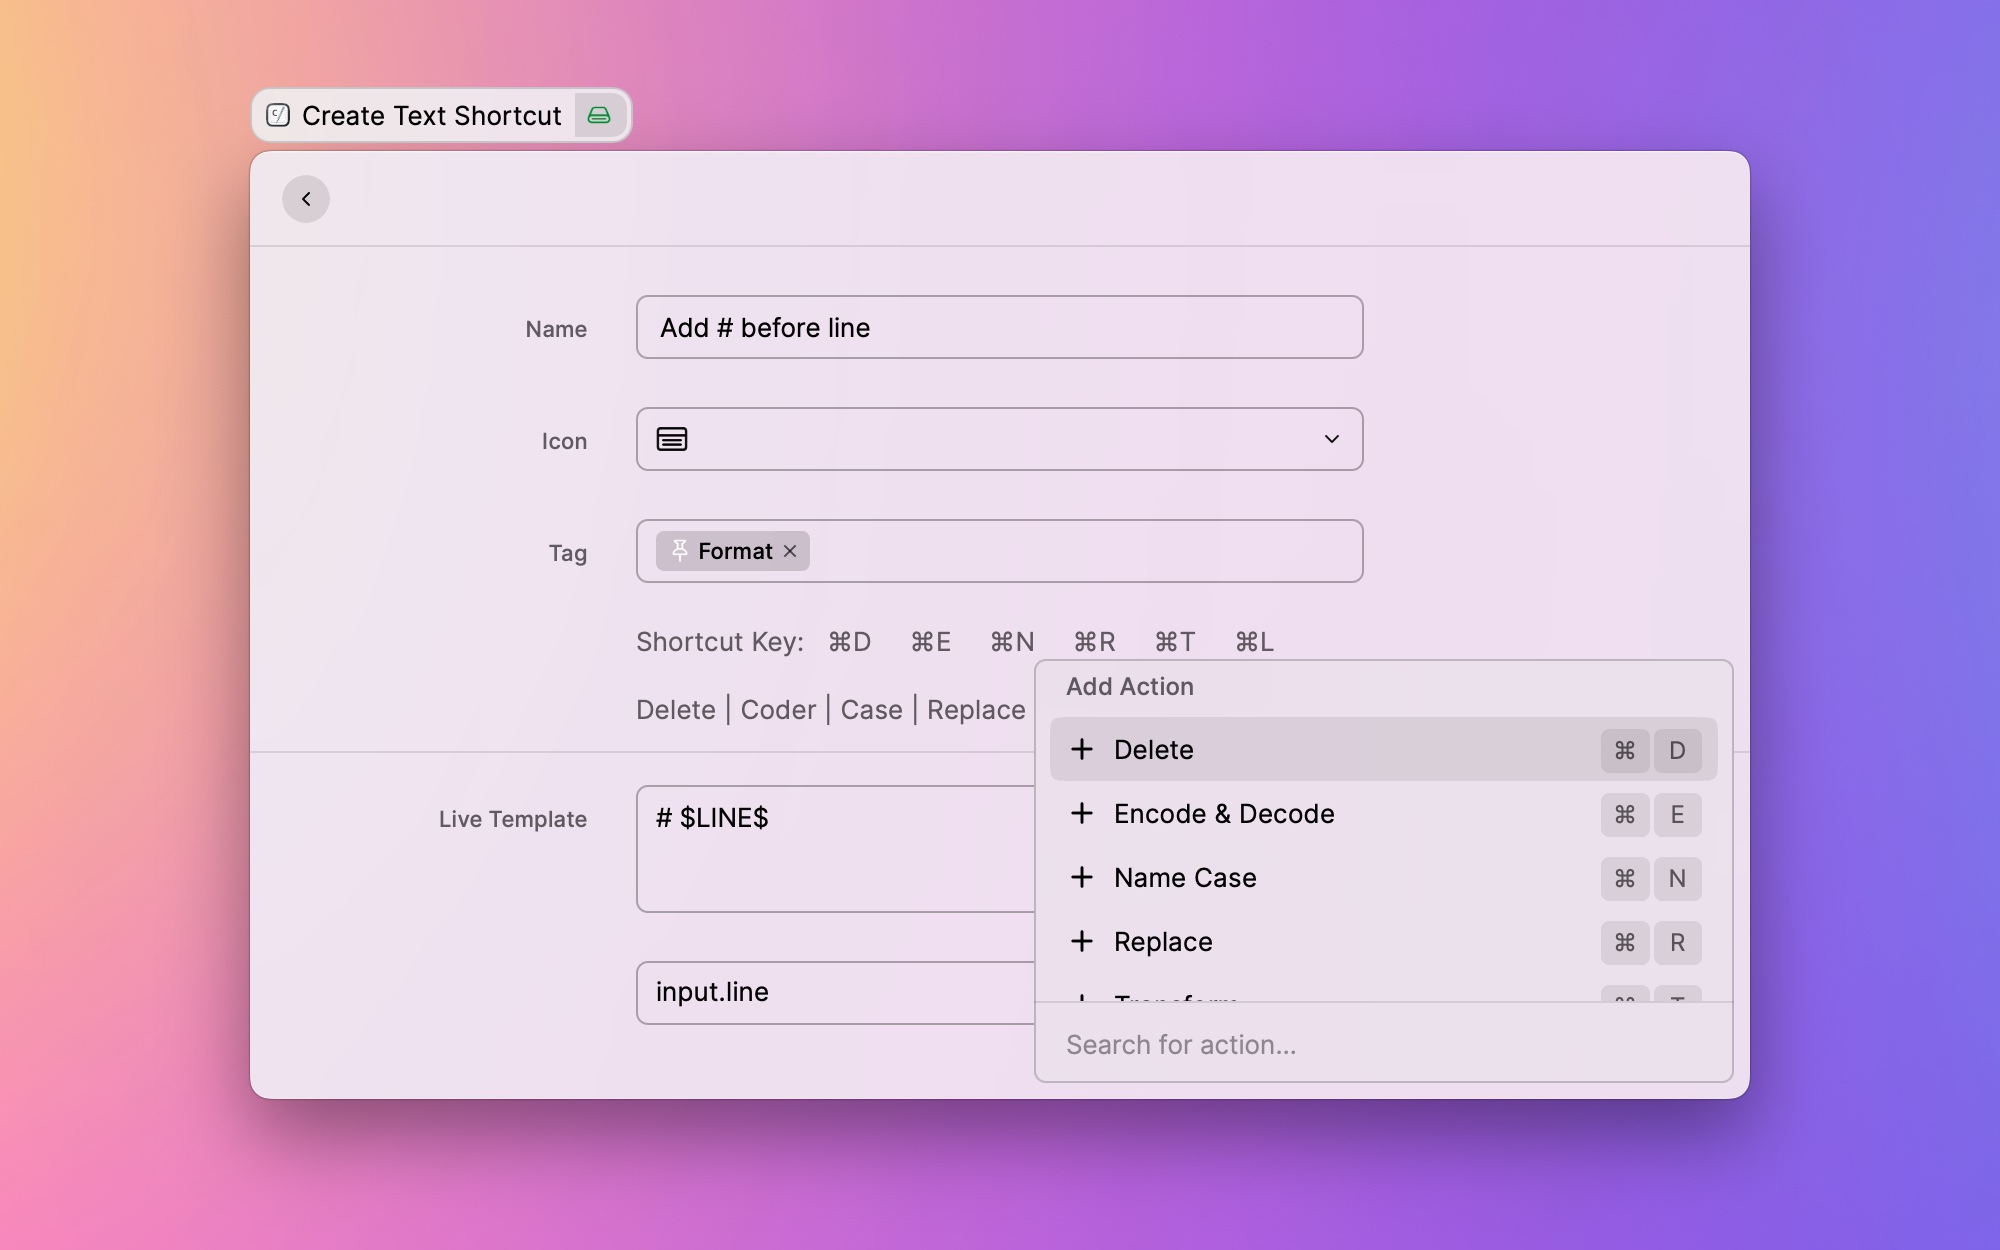 Create Text Shortcut
Name
Add # before line
Icon
Tag
Format
Shortcut Key: ⌘D ⌘E ⌘N ⌘R ⌘T ⌘L
Delete | Coder | Case | Replace
Live Template
# $LINE$
input.line
Add Action
Delete ⌘ D
Encode & Decode ⌘ E
Name Case ⌘ N
Replace ⌘ R
Transform ⌘ T
Search for action...